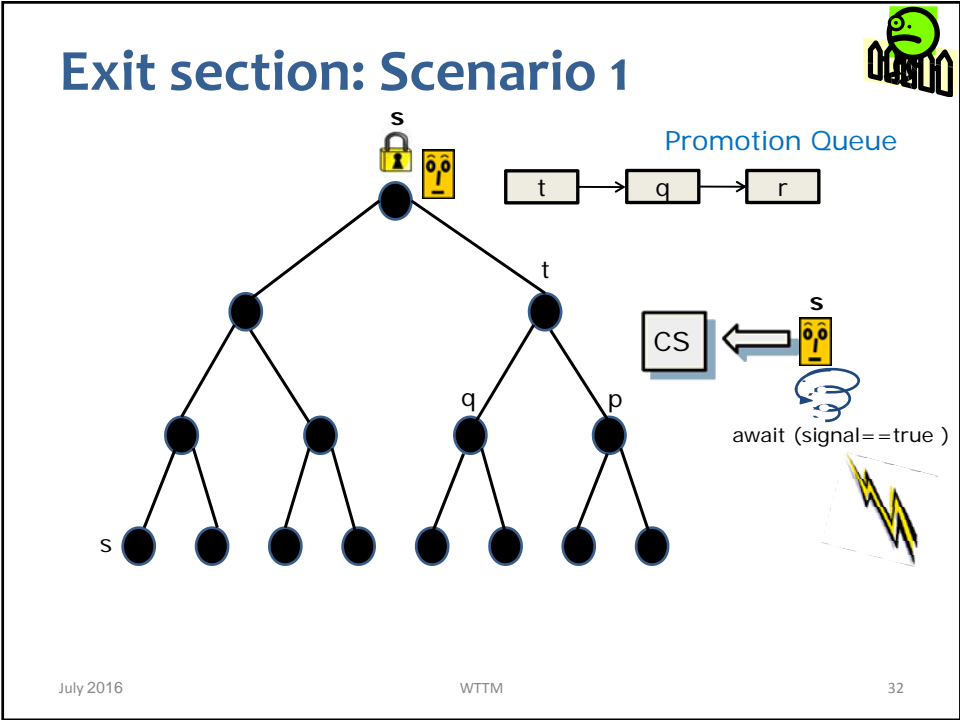 Exit section: Scenario 1
s
Promotion Queue
t q r
t
s
CS
q p
await (signal==true )
s
July 2016 WTTM 32